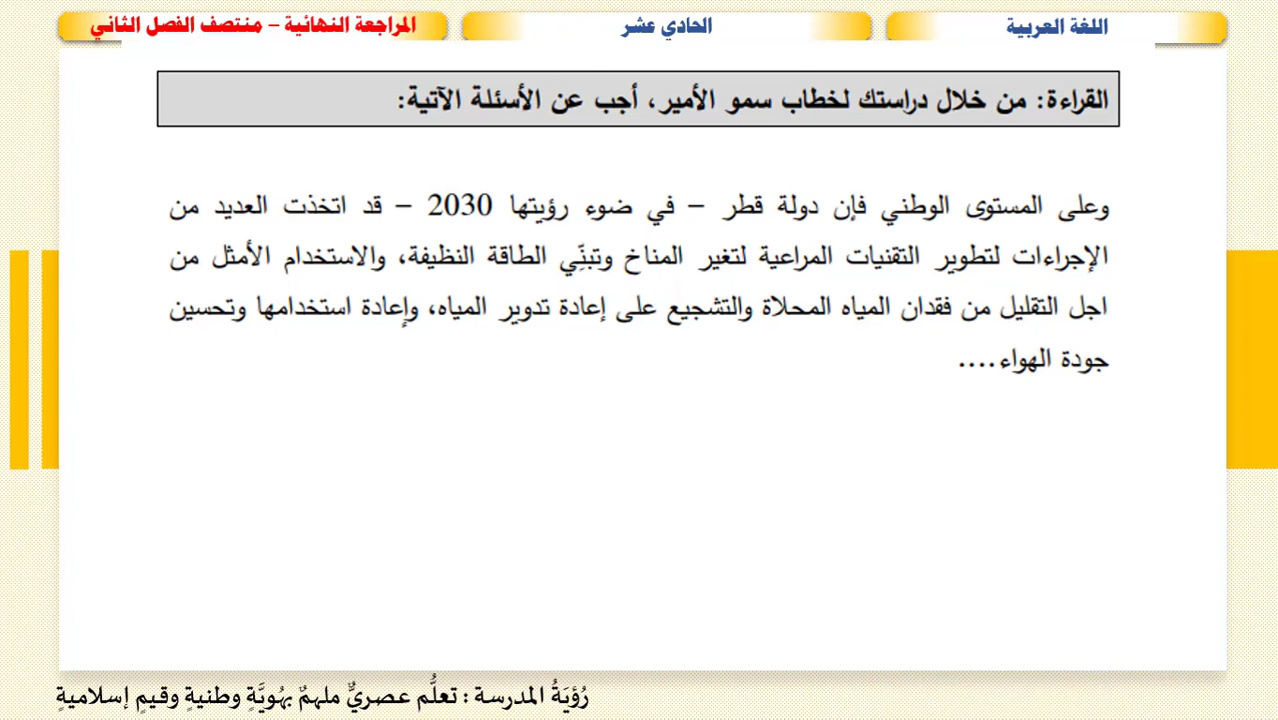 اللغة العربية
الحادي عشر
المراجعة النهائية – منتصف الفصل الثاني
القراءة: من خلال دراستك لخطاب سمو الأمير، أجب عن الأسئلة الآتية:
وعلى المستوى الوطني فإن دولة قطر – في ضوء رؤيتها 2030 – قد اتخذت العديد من
الإجراءات لتطوير التقنيات المراعية لتغير المناخ وتبنِّي الطاقة النظيفة، والاستخدام الأمثل من
اجل التقليل من فقدان المياه المحلاة والتشجيع على إعادة تدوير المياه، وإعادة استخدامها وتحسين
جودة الهواء....
رُؤيَةُ المدرسة : تعلُّم عصريٌّ ملهمٌ بهُويَّةٍ وطنيةٍ وقيمٍ إسلاميةٍ